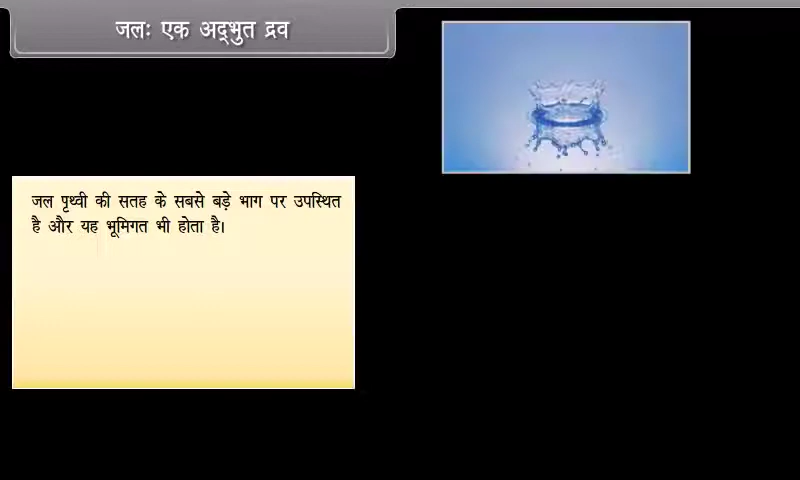 जलः एक अद्भुत द्रव
जल पृथ्वी की सतह के सबसे बड़े भाग पर उपस्थित
है और यह भूमिगत भी होता है।